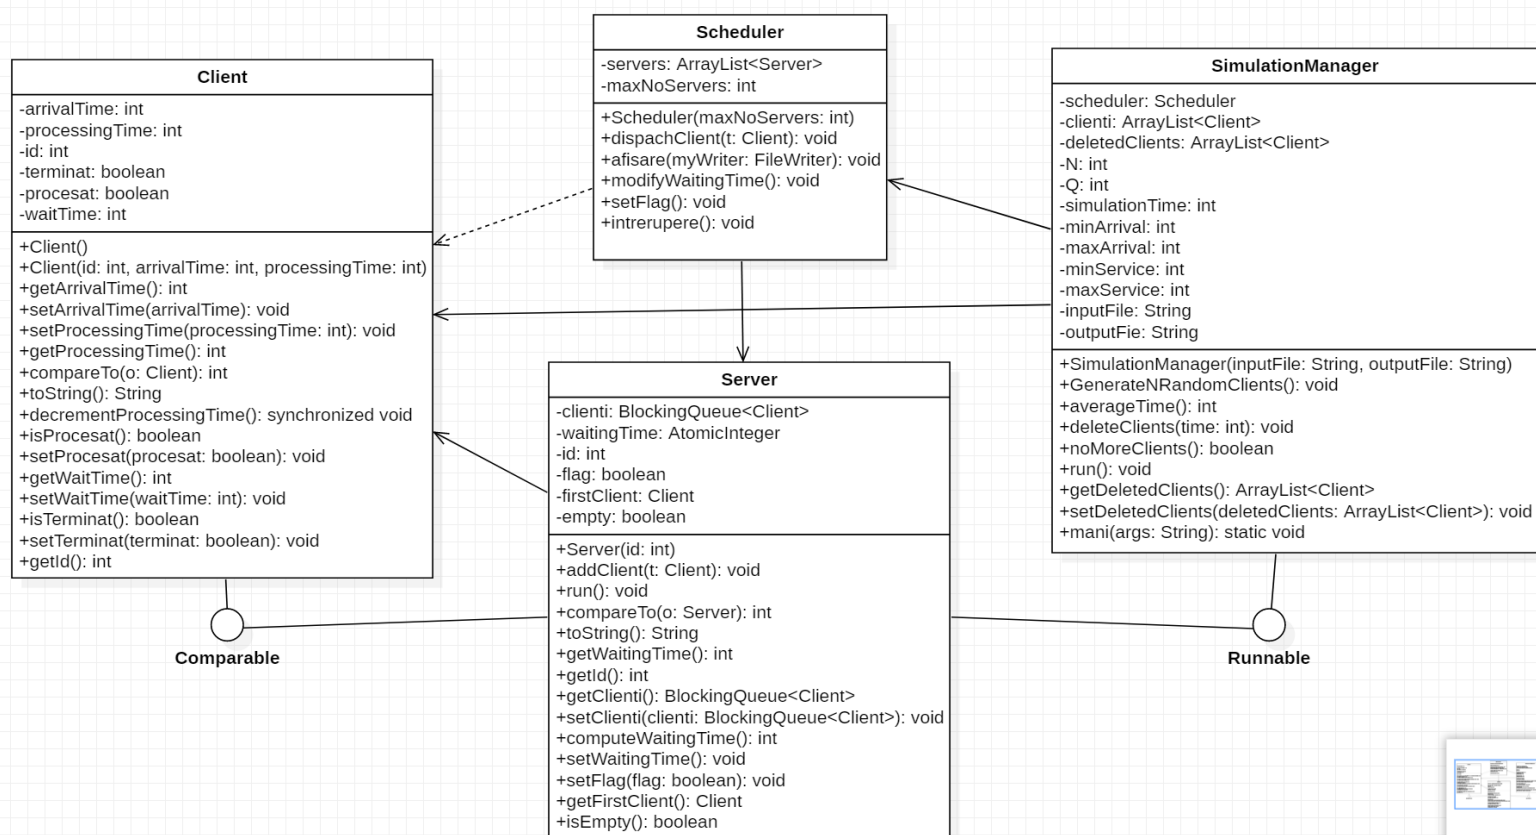 Client
-arrivalTime: int
-processingTime: int
-id: int
-terminat: boolean
-procesat: boolean
-waitTime: int
+Client()
+Client(id: int, arrivalTime: int, processingTime: int)
+getArrivalTime(): int
+setArrivalTime(arrivalTime): void
+setProcessingTime(processingTime: int): void
+getProcessingTime(): int
+compareTo(o: Client): int
+toString(): String
+decrementProcessingTime(): synchronized void
+isProcesat(): boolean
+setProcesat(procesat: boolean): void
+getWaitTime(): int
+setWaitTime(waitTime: int): void
+isTerminat(): boolean
+setTerminat(terminat: boolean): void
+getId(): int
Comparable
Scheduler
-servers: ArrayList<Server>
-maxNoServers: int
+Scheduler(maxNoServers: int)
+dispachClient(t: Client): void
+afisare(myWriter: FileWriter): void
+modifyWaitingTime(): void
+setFlag(): void
+intrerupere(): void
Server
-clienti: BlockingQueue<Client>
-waitingTime: AtomicInteger
-id: int
-flag: boolean
-firstClient: Client
-empty: boolean
+Server(id: int)
+addClient(t: Client): void
+run(): void
+compareTo(o: Server): int
+toString(): String
+getWaitingTime(): int
+getId(): int
+getClienti(): BlockingQueue<Client>
+setClienti(clienti: BlockingQueue<Client>): void
+computeWaitingTime(): int
+setWaitingTime(): void
+setFlag(flag: boolean): void
+getFirstClient(): Client
+isEmpty(): boolean
SimulationManager
-scheduler: Scheduler
-clienti: ArrayList<Client>
-deletedClients: ArrayList<Client>
-N: int
-Q: int
-simulationTime: int
-minArrival: int
-maxArrival: int
-minService: int
-maxService: int
-inputFile: String
-outputFie: String
+SimulationManager(inputFile: String, outputFile: String)
+GenerateNRandomClients(): void
+averageTime(): int
+deleteClients(time: int): void
+noMoreClients(): boolean
+run(): void
+getDeletedClients(): ArrayList<Client>
+setDeletedClients(deletedClients: ArrayList<Client>): void
+mani(args: String): static void
Runnable